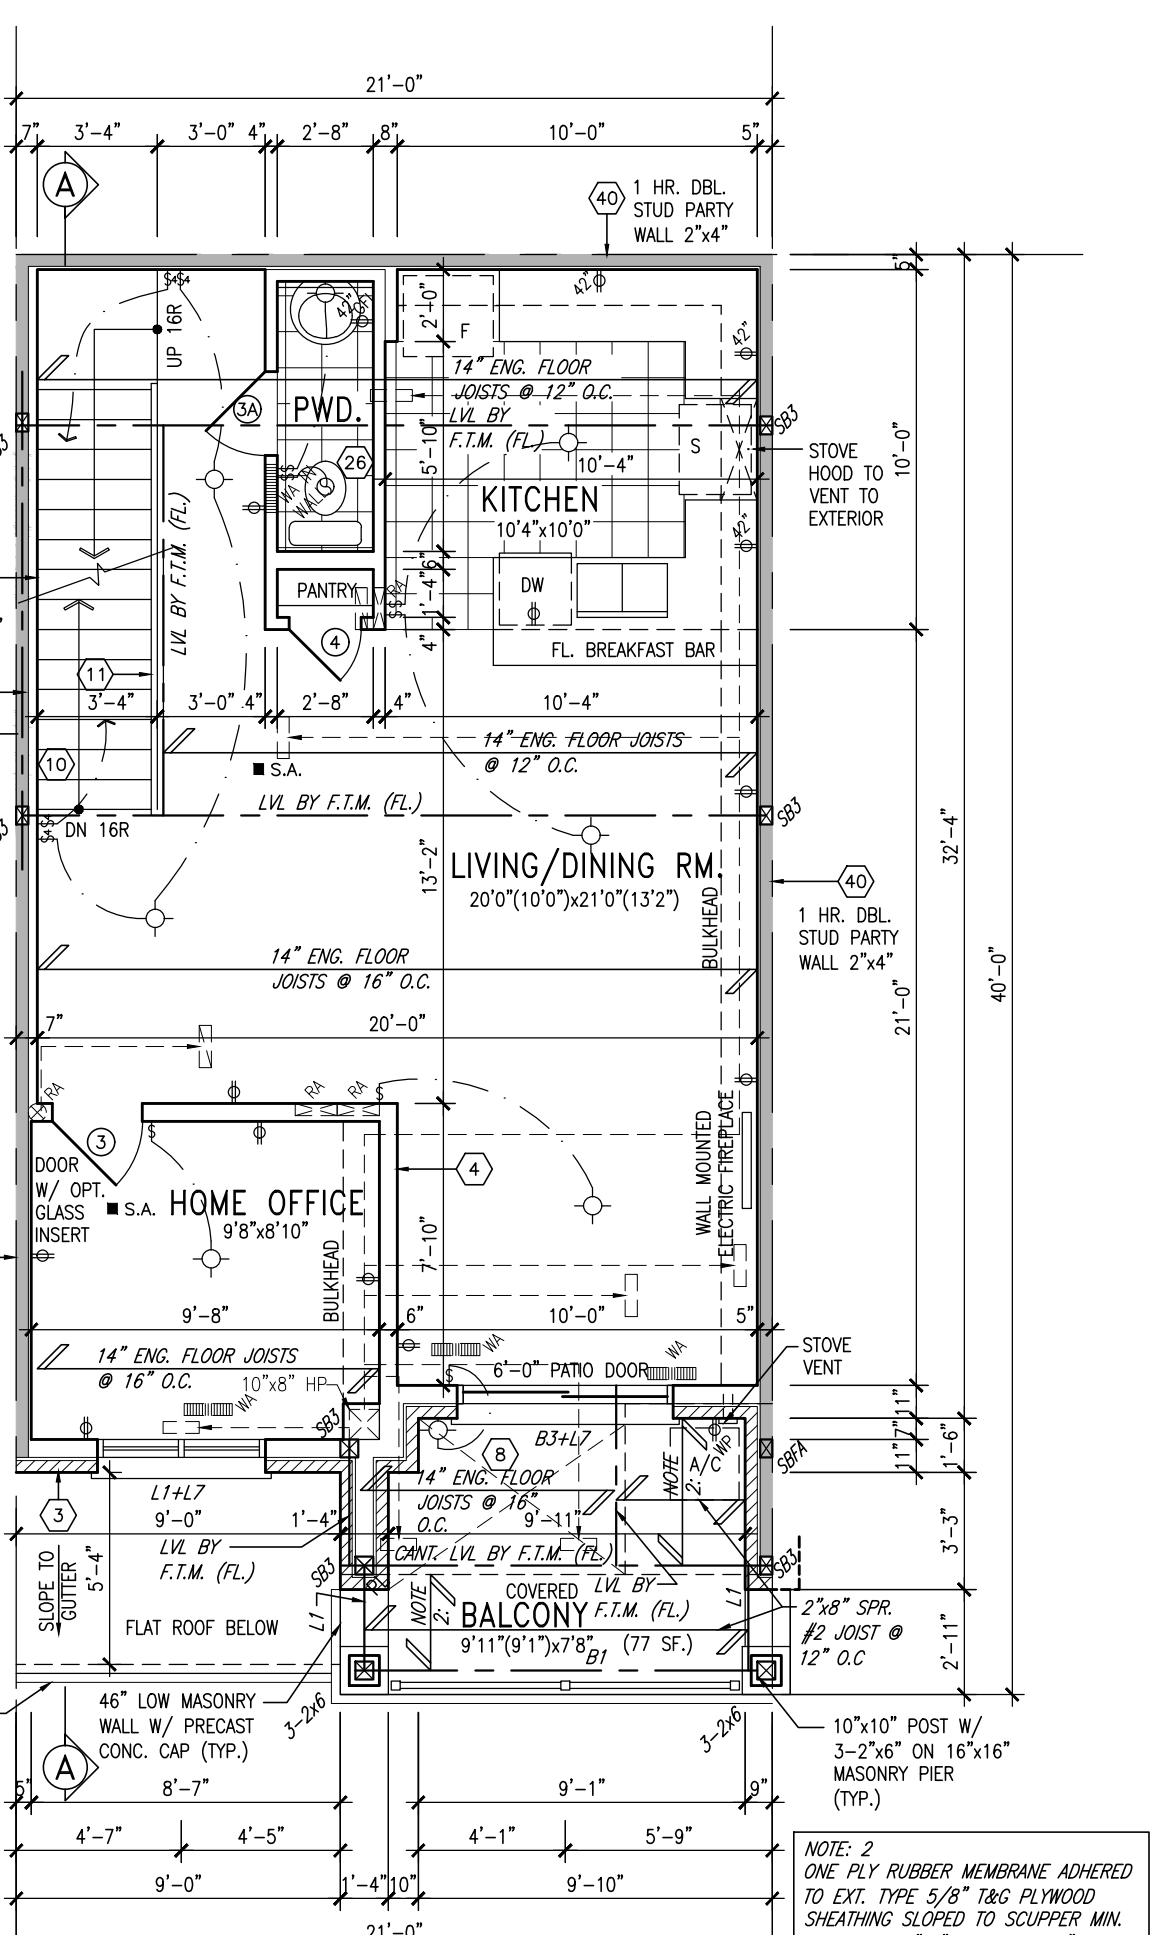 21'-0"
7" 3'-4" 3'-0" 4" 2'-8" 8" 10'-0" 5"
A
40
1 HR. DBL.
STUD PARTY
WALL 2"x4"
5"
UP 16R
42"
42"
42"
2'-0"
F
14" ENG. FLOOR
JOISTS @ 12" O.C.
LVL BY
F.T.M. (FL.)
3A
PWD.
SB3
S
STOVE
HOOD TO
VENT TO
EXTERIOR
10'-0"
26
5'-10"
10'-4"
KITCHEN
10'4"x10'0"
WA IN
WALLS
LVL BY F.T.M. (FL.)
42"
6"
DW
PANTRY
RA
1'-4"
4
4"
FL. BREAKFAST BAR
11
3'-4" 3'-0" 4" 2'-8" 4" 10'-4"
14" ENG. FLOOR JOISTS
@ 12" O.C.
10
S.A.
LVL BY F.T.M. (FL.)
SB3
DN 16R
32'-4"
13'-2"
LIVING/DINING RM.
20'0"(10'0")x21'0"(13'2")
40
BULKHEAD
1 HR. DBL.
STUD PARTY
WALL 2"x4"
14" ENG. FLOOR
JOISTS @ 16" O.C.
40'-0"
21'-0"
7" 20'-0"
RA RA RA
S
3
S
DOOR
W/ OPT.
GLASS
INSERT
S.A.
HOME OFFICE
9'8"x8'10"
4
WALL MOUNTED
ELECTRIC FIREPLACE
BULKHEAD
7'-10"
9'-8" 6" 10'-0" 5"
14" ENG. FLOOR JOISTS
@ 16" O.C.
10"x8" HP
WA
WA
6'-0" PATIO DOOR
WA
S
STOVE
VENT
11"
7"
11"
1'-6"
SB3
8
B3+L7
A/C
WP
SBFA
NOTE
2:
14" ENG. FLOOR
JOISTS @ 16"
O.C.
3
L1+L7
9'-0" 1'-4" 9'-11"
LVL BY
F.T.M. (FL.)
5'-4"
SLOPE TO
GUTTER
SB3
CANT. LVL BY F.T.M. (FL.)
SB3
3'-3"
COVERED
BALCONY
9'11"(9'1")x7'8" (77 SF.)
LVL BY
F.T.M. (FL.)
NOTE
2:
L1
L1
B1
2"x8" SPR.
#2 JOIST @
12" O.C
2'-11"
FLAT ROOF BELOW
46" LOW MASONRY
WALL W/ PRECAST
CONC. CAP (TYP.)
3-2x6
3-2x6
10"x10" POST W/
3-2"x6" ON 16"x16"
MASONRY PIER
(TYP.)
A
5" 8'-7" 9'-1" 9"
4'-7" 4'-5" 4'-1" 5'-9"
9'-0" 1'-4" 10" 9'-10"
21'-0"
NOTE: 2
ONE PLY RUBBER MEMBRANE ADHERED
TO EXT. TYPE 5/8" T&G PLYWOOD
SHEATHING SLOPED TO SCUPPER MIN.